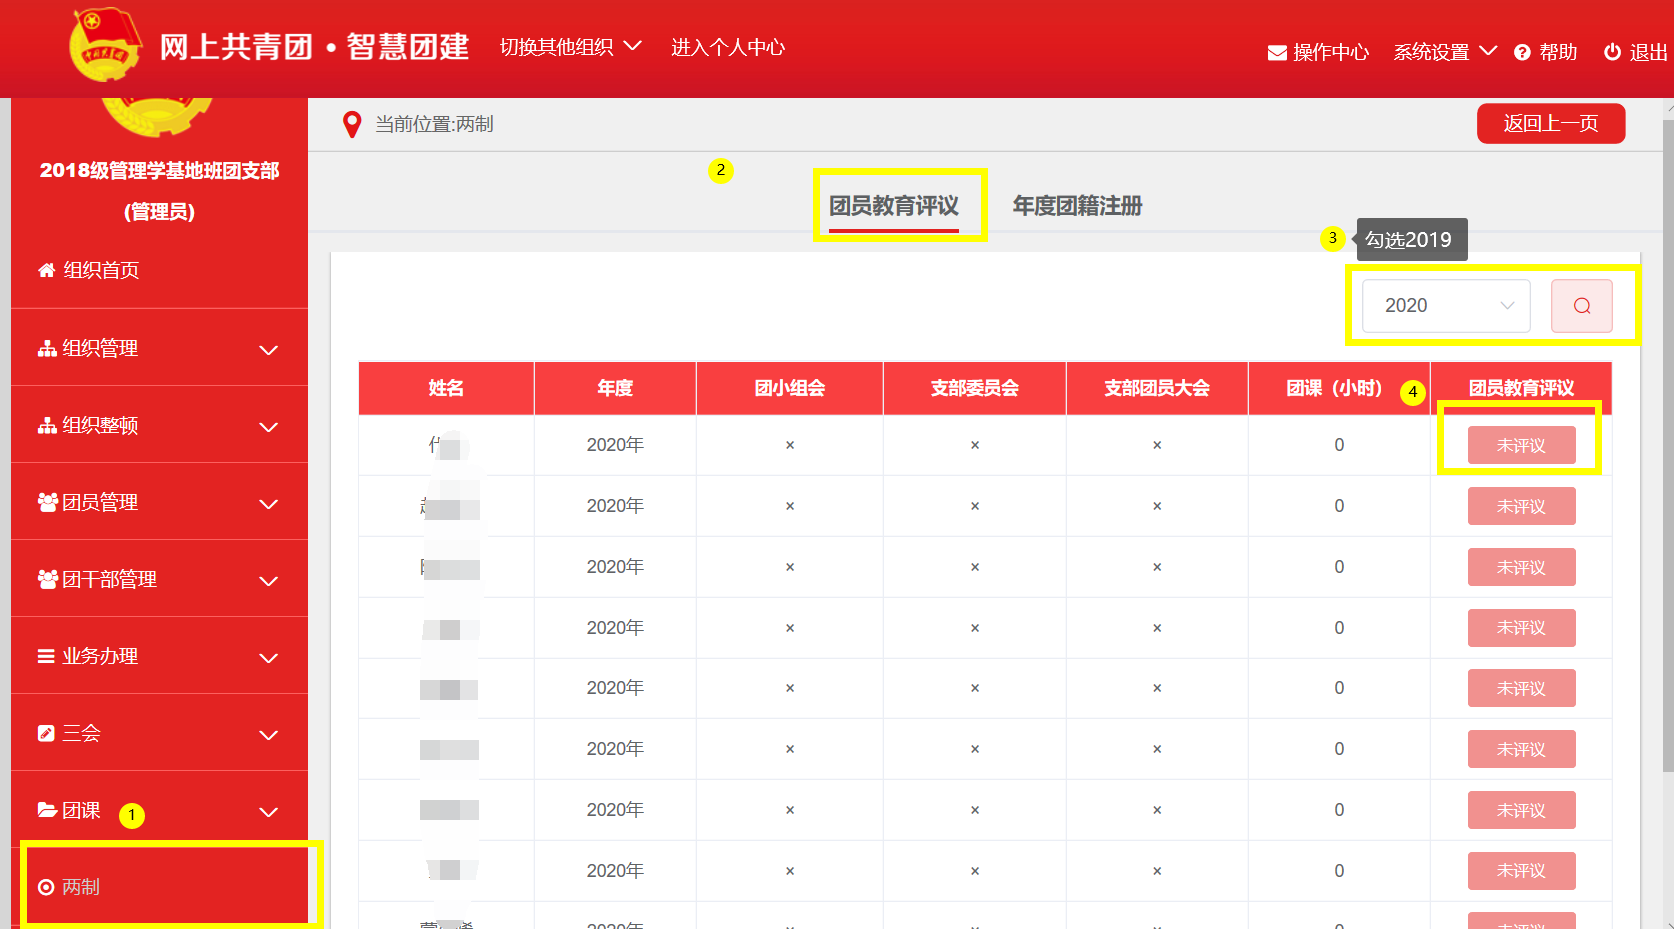 网上共青团·智慧团建
切换其他组织
进入个人中心
操作中心
系统设置
帮助
退出
2018级管理学基地班团支部
(管理员)
组织首页
组织管理
组织整顿
团员管理
团干部管理
业务办理
三会
团课
1
两制
当前位置:两制
返回上一页
2
团员教育评议
年度团籍注册
3
勾选2019
2020
姓名 年度 团小组会 支部委员会 支部团员大会 团课（小时） 4 团员教育评议
2020年 × × × 0 未评议
2020年 × × × 0 未评议
2020年 × × × 0 未评议
2020年 × × × 0 未评议
2020年 × × × 0 未评议
2020年 × × × 0 未评议
2020年 × × × 0 未评议
2020年 × × × 0 未评议
2020年 × × × 0 未评议